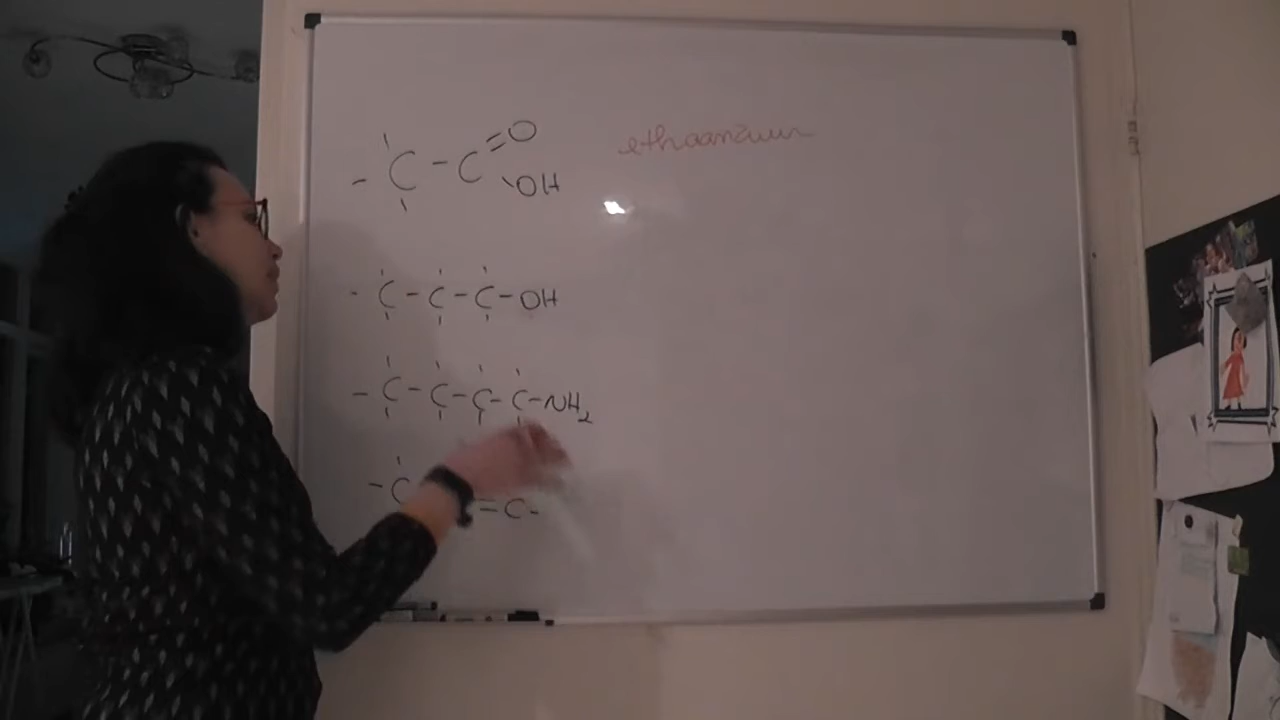 - C - C =O \OH ethaanzuur
- C - C - C - OH
- C - C - C - C - NH2
- C = C -